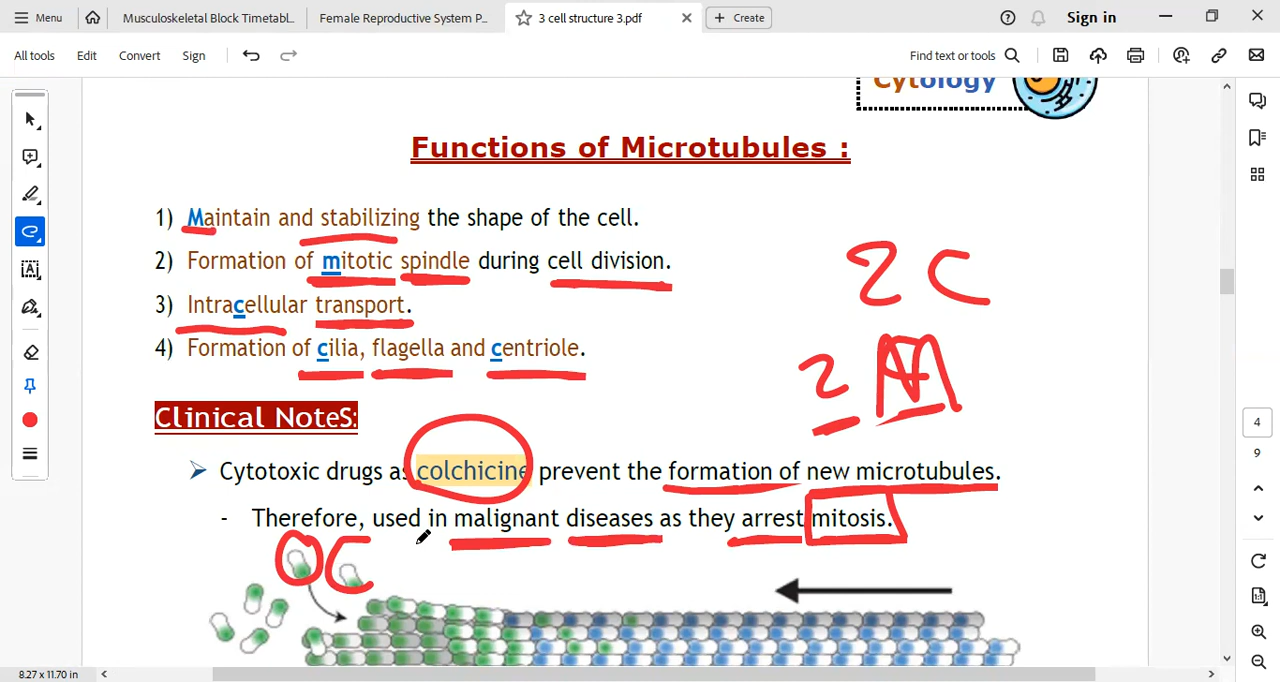 Menu Musculoskeletal Block Timetabl... Female Reproductive System P... 3 cell structure 3.pdf Create Sign in
All tools Edit Convert Sign Find text or tools
Cytology
Functions of Microtubules :
1) Maintain and stabilizing the shape of the cell.
2) Formation of mitotic spindle during cell division.
3) Intracellular transport.
4) Formation of cilia, flagella and centriole.
2 C
2 M
Clinical NoteS:
➢ Cytotoxic drugs as colchicine prevent the formation of new microtubules.
- Therefore, used in malignant diseases as they arrest mitosis.
4
9
8.27 x 11.70 in